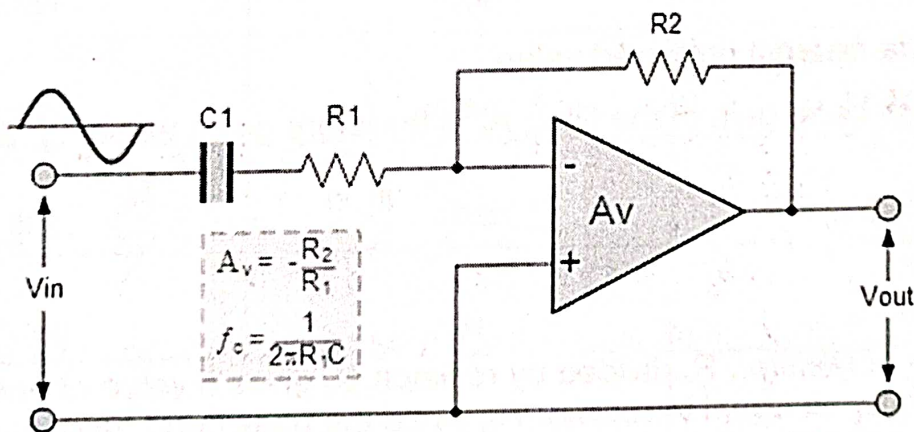 R2
C1
R1
-
Av
+
Av = -R2/R1
fc = 1/2πR1C
Vin
Vout